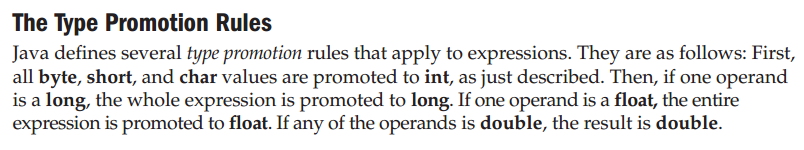 The Type Promotion Rules
Java defines several type promotion rules that apply to expressions. They are as follows: First,
all byte, short, and char values are promoted to int, as just described. Then, if one operand
is a long, the whole expression is promoted to long. If one operand is a float, the entire
expression is promoted to float. If any of the operands is double, the result is double.